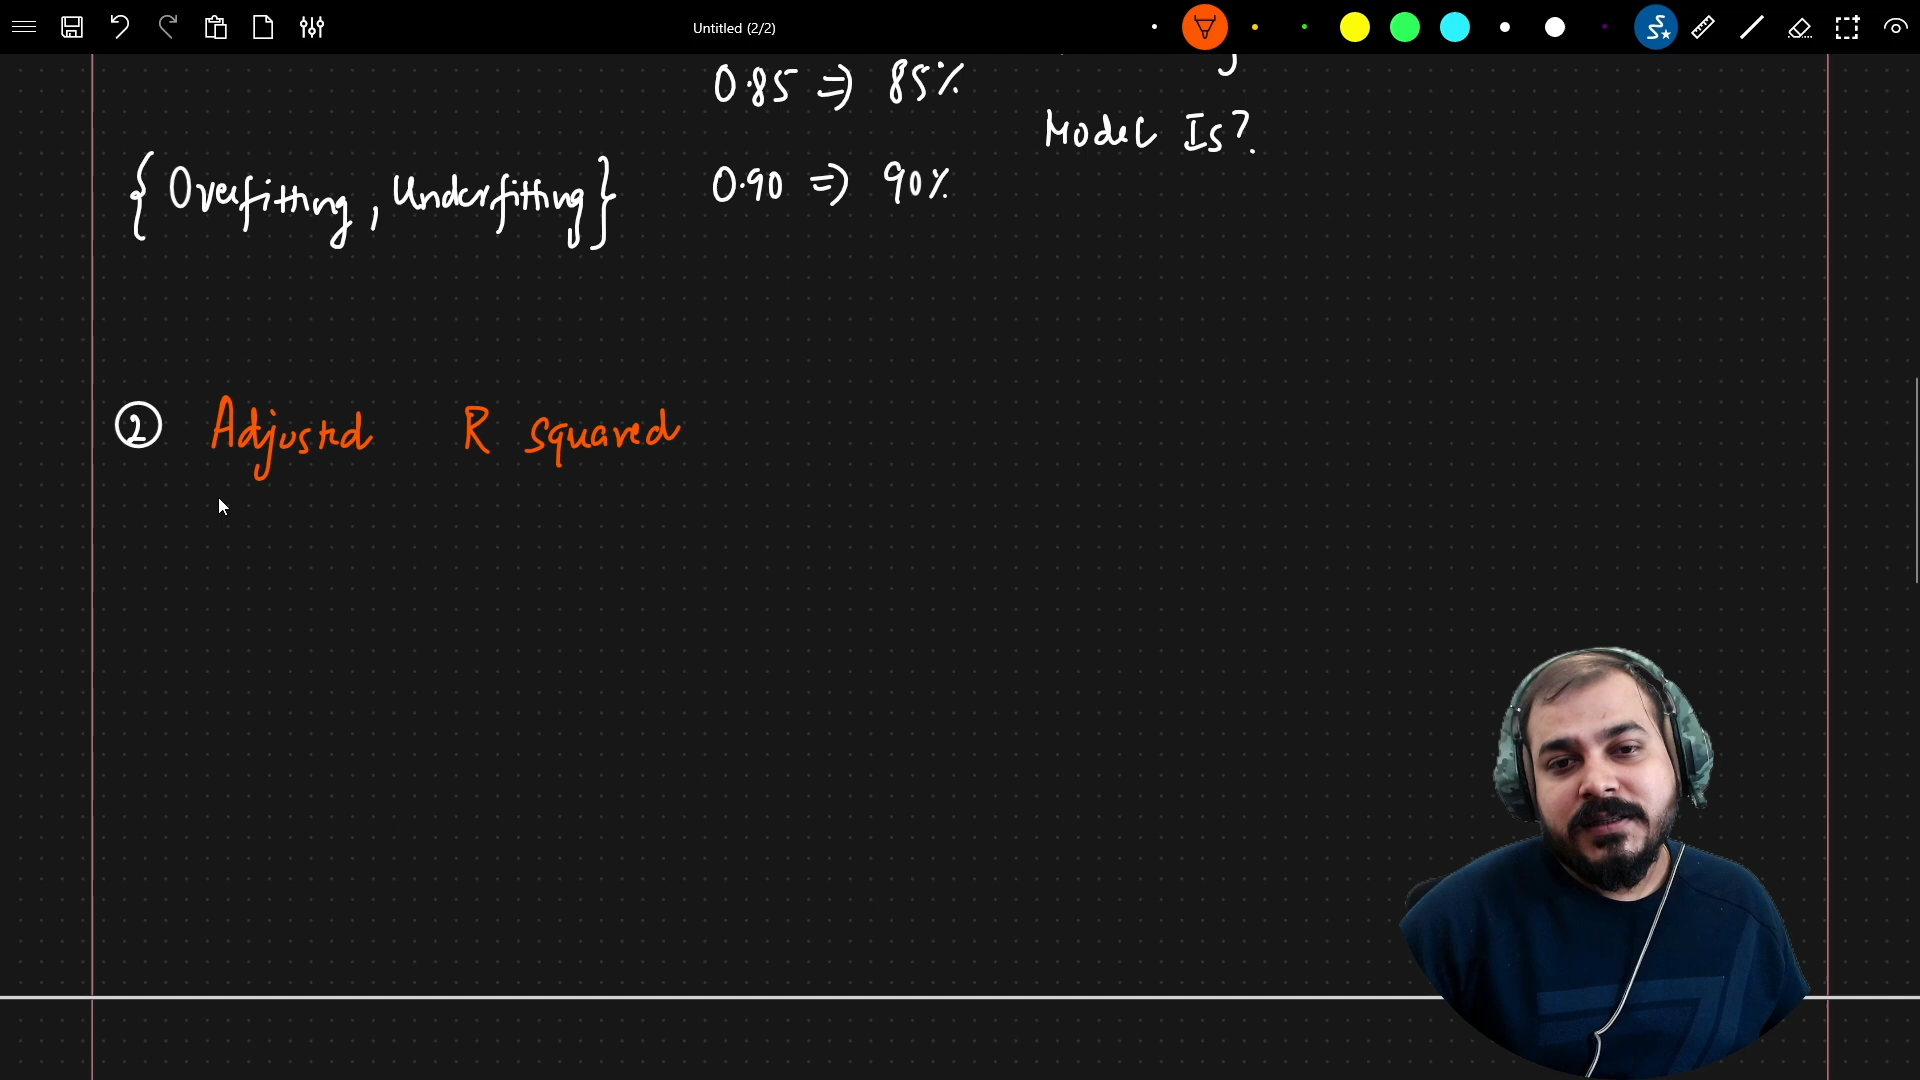 Untitled (2/2)
0.85 => 85%
Model Is?
{ Overfitting, Underfitting} 0.90 => 90%
2 Adjusted R squared